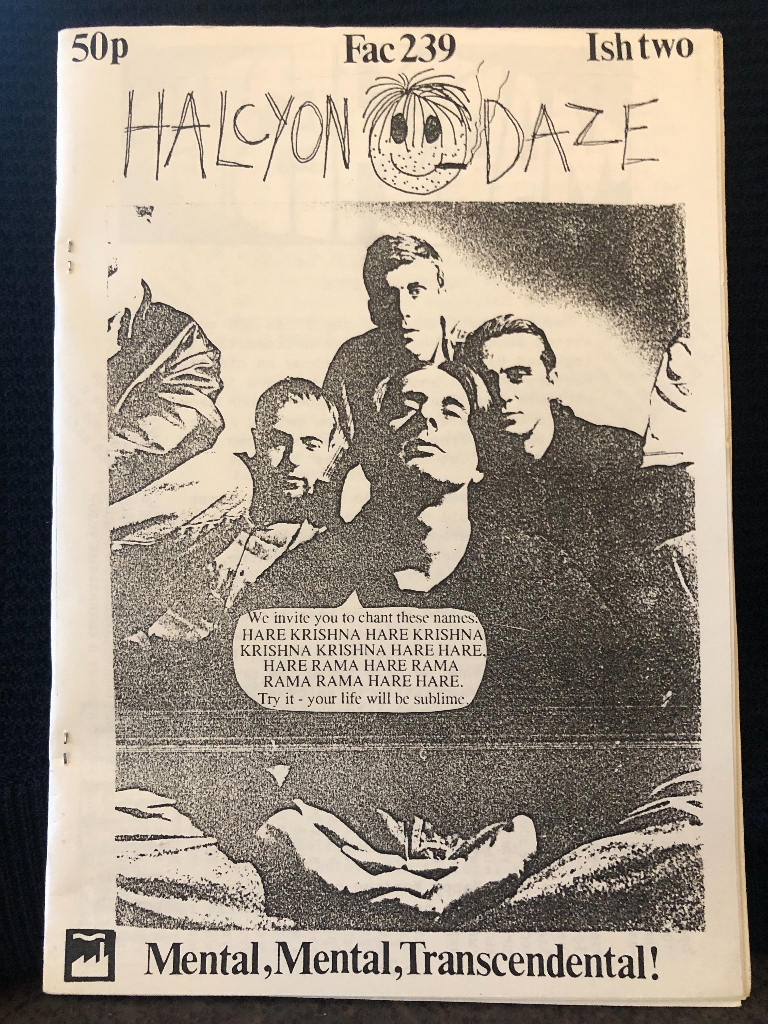 50p Fac 239 Ish two
HALCYON DAZE
We invite you to chant these names.
HARE KRISHNA HARE KRISHNA
KRISHNA KRISHNA HARE HARE.
HARE RAMA HARE RAMA
RAMA RAMA HARE HARE.
Try it - your life will be sublime.
Mental, Mental, Transcendental!